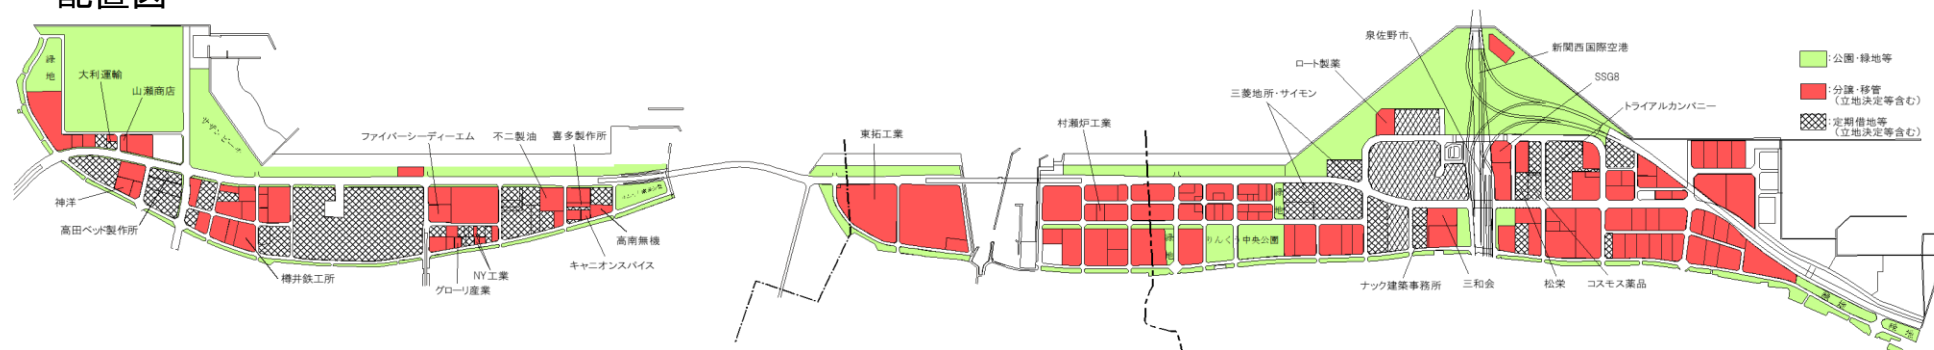 配置図
緑地
大利運輸
山瀬商店
ファイバーシーディーエム
不二製油
喜多製作所
神洋
高田ベッド製作所
樽井鉄工所
グローリ産業
NY工業
キャニオンスパイス
高南無機
東拓工業
村瀬炉工業
三菱地所・サイモン
ロート製薬
泉佐野市
新関西国際空港
SSG8
トライアルカンパニー
緑地
緑地
りんくう中央公園
ナック建築事務所
三和会
松栄
コスモス薬品
緑地
緑地
:公園・緑地等
:分譲・移管
(立地決定等含む)
:定期借地等
(立地決定等含む)